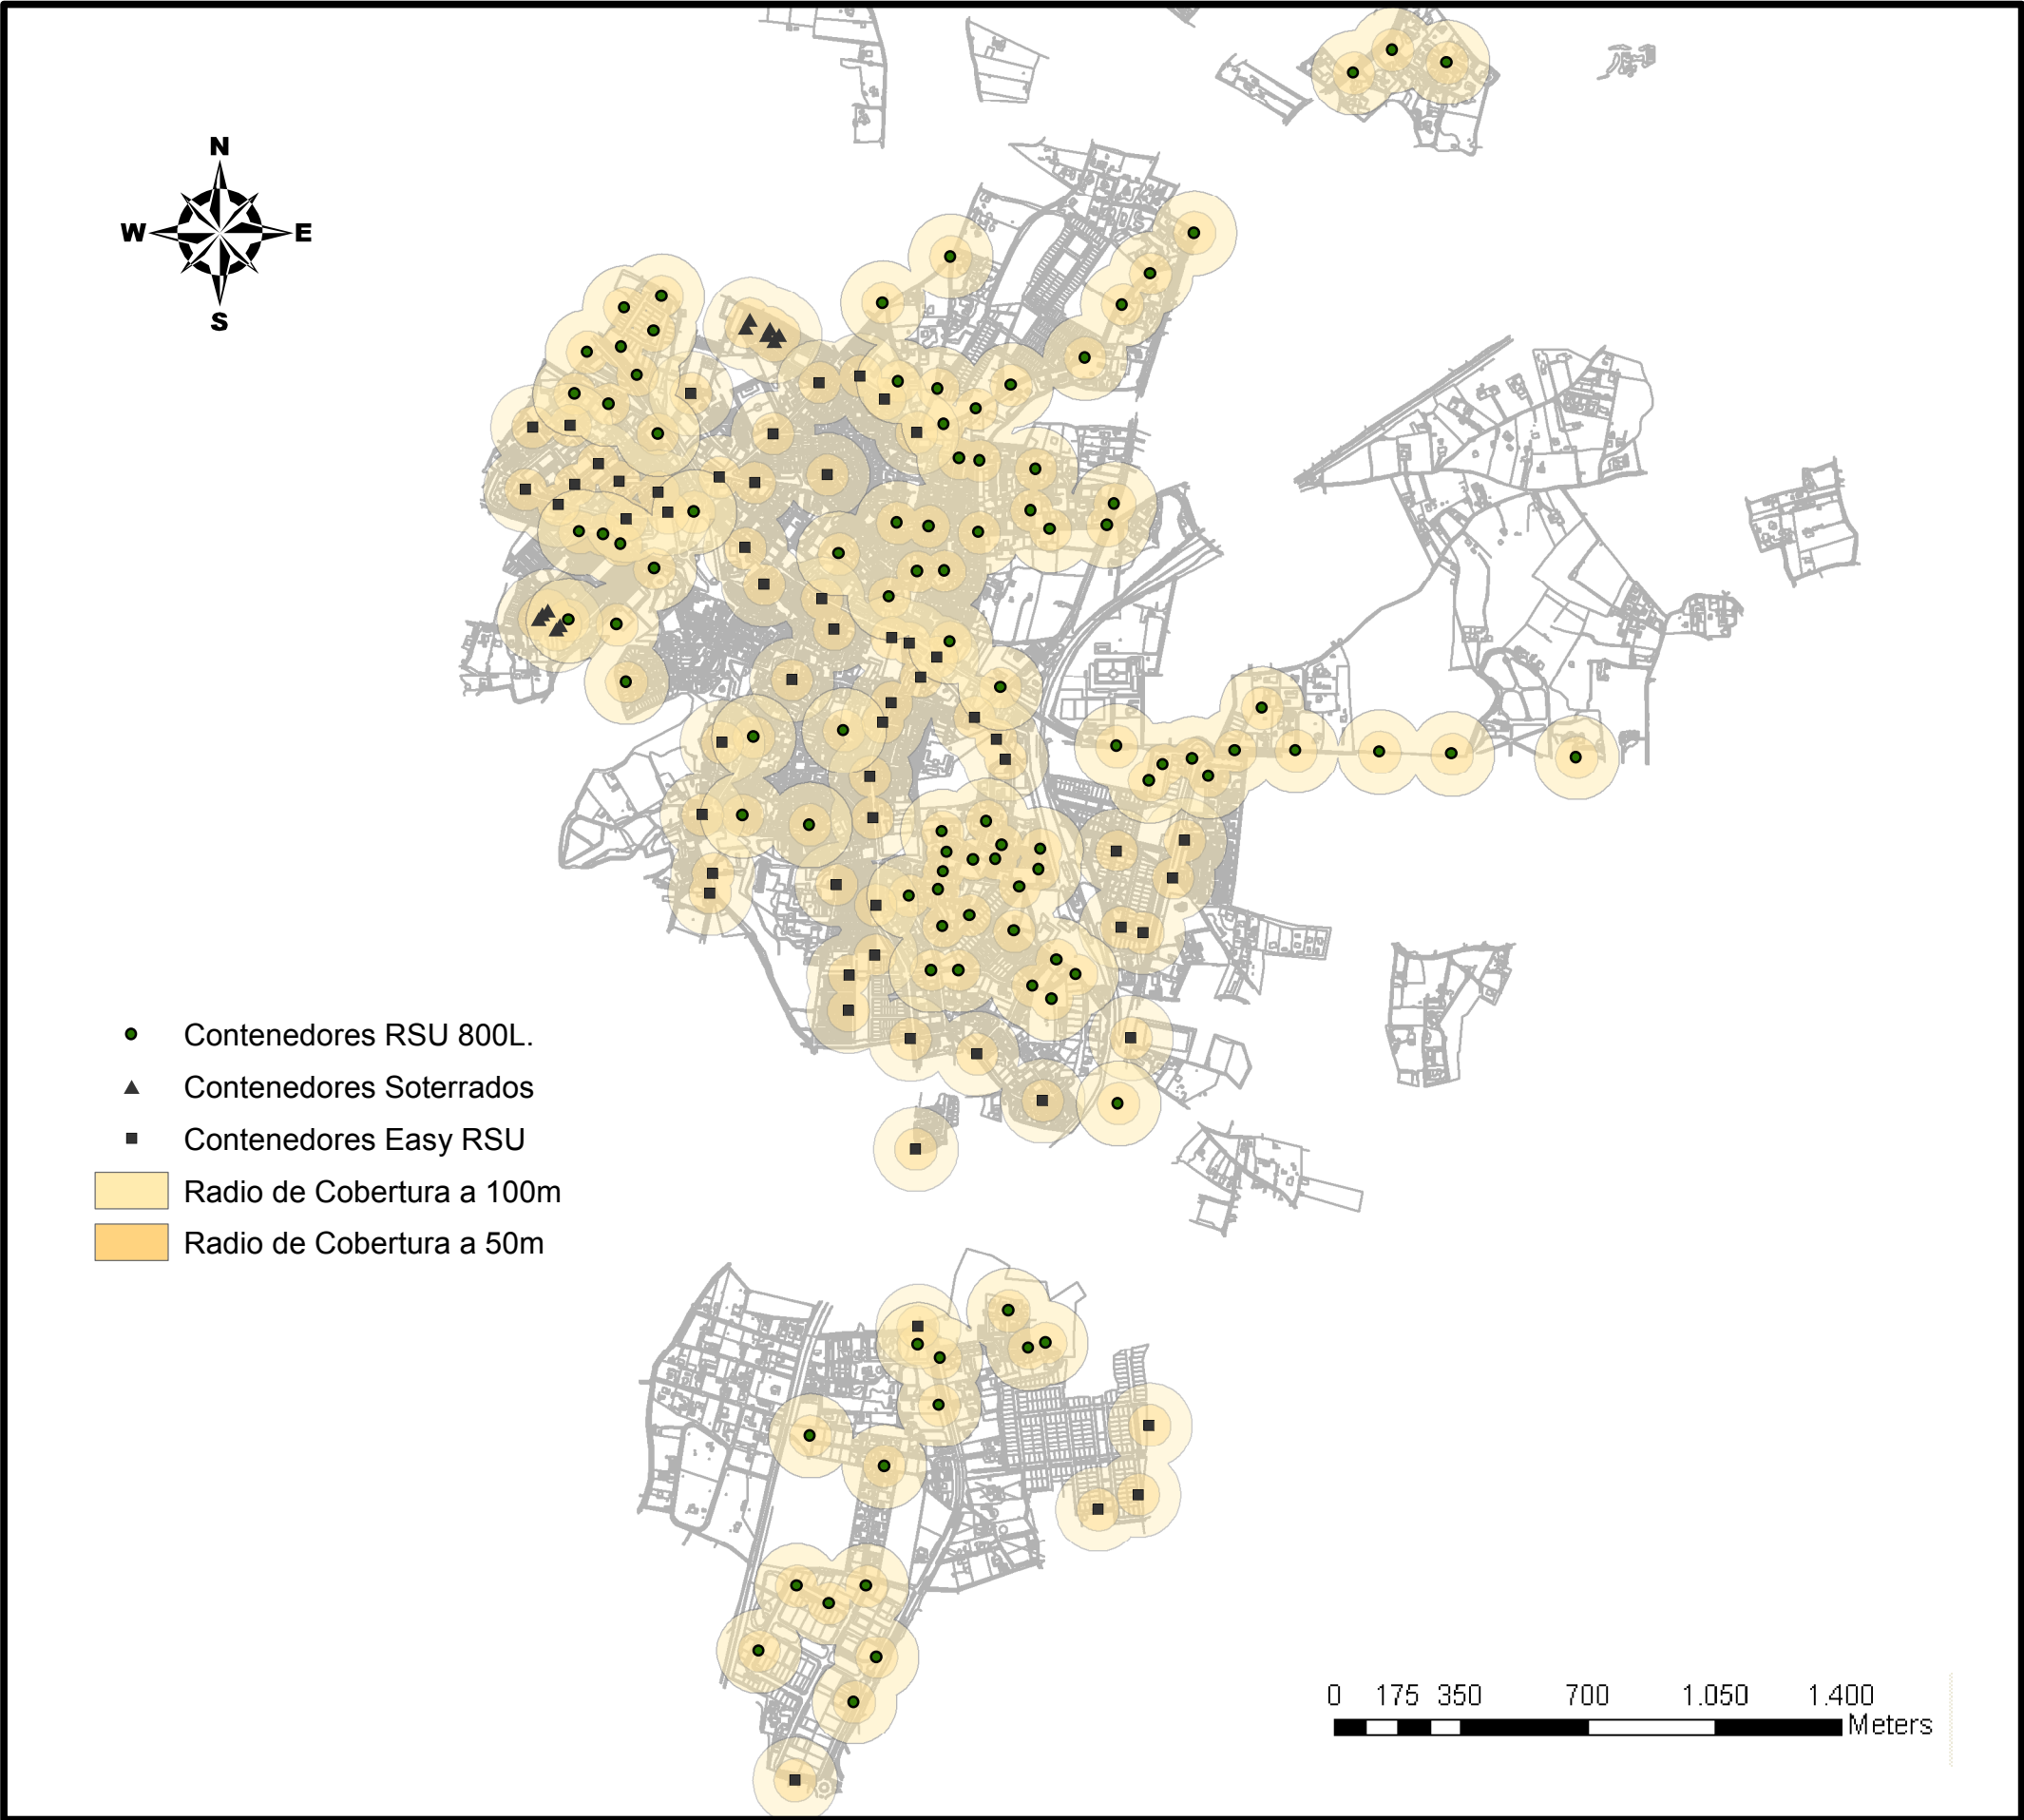 N
W E
S
Contenedores RSU 800L.
Contenedores Soterrados
Contenedores Easy RSU
Radio de Cobertura a 100m
Radio de Cobertura a 50m
0 175 350 700 1.050 1.400
Meters